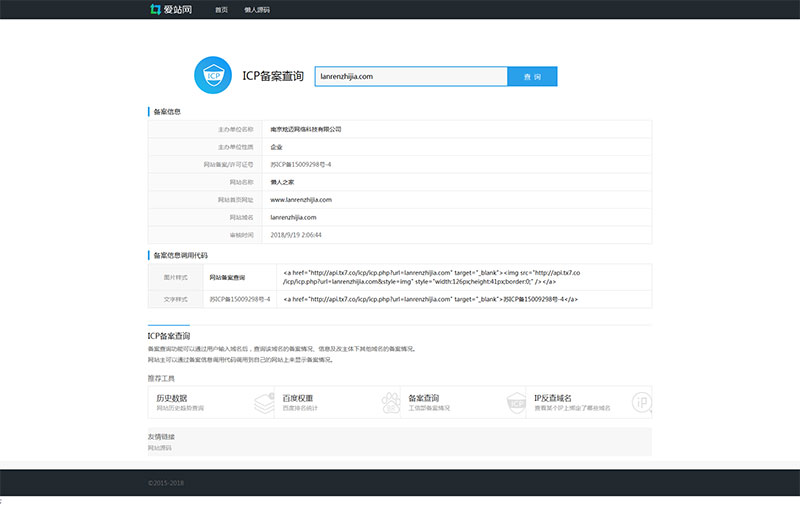 爱站网 首页 懒人源码
ICP
ICP备案查询 lanrenzhijia.com 查 询
备案信息
主办单位名称 南京炫迈网络科技有限公司
主办单位性质 企业
网站备案/许可证号 苏ICP备15009298号-4
网站名称 懒人之家
网站首页网址 www.lanrenzhijia.com
网站域名 lanrenzhijia.com
审核时间 2018/9/19 2:06:44
备案信息调用代码
图片样式 网站备案查询 <a href="http://api.tx7.co/icp/icp.php?url=lanrenzhijia.com" target="_blank"><img src="http://api.tx7.co
/icp/icp.php?url=lanrenzhijia.com&style=img" style="width:126px;height:41px;border:0;" /></a>
文字样式 苏ICP备15009298号-4 <a href="http://api.tx7.co/icp/icp.php?url=lanrenzhijia.com" target="_blank">苏ICP备15009298号-4</a>
ICP备案查询
备案查询功能可以通过用户输入域名后，查询该域名的备案情况、信息及改主体下其他域名的备案情况。
网站主可以通过备案信息调用代码调用到自己的网站上来显示备案情况。
推荐工具
历史数据 百度权重 备案查询 IP反查域名
网站历史趋势查询 百度排名统计 工信部备案情况 查看某个IP上绑定了哪些域名
ICP iP
友情链接
网站源码
©2015-2018